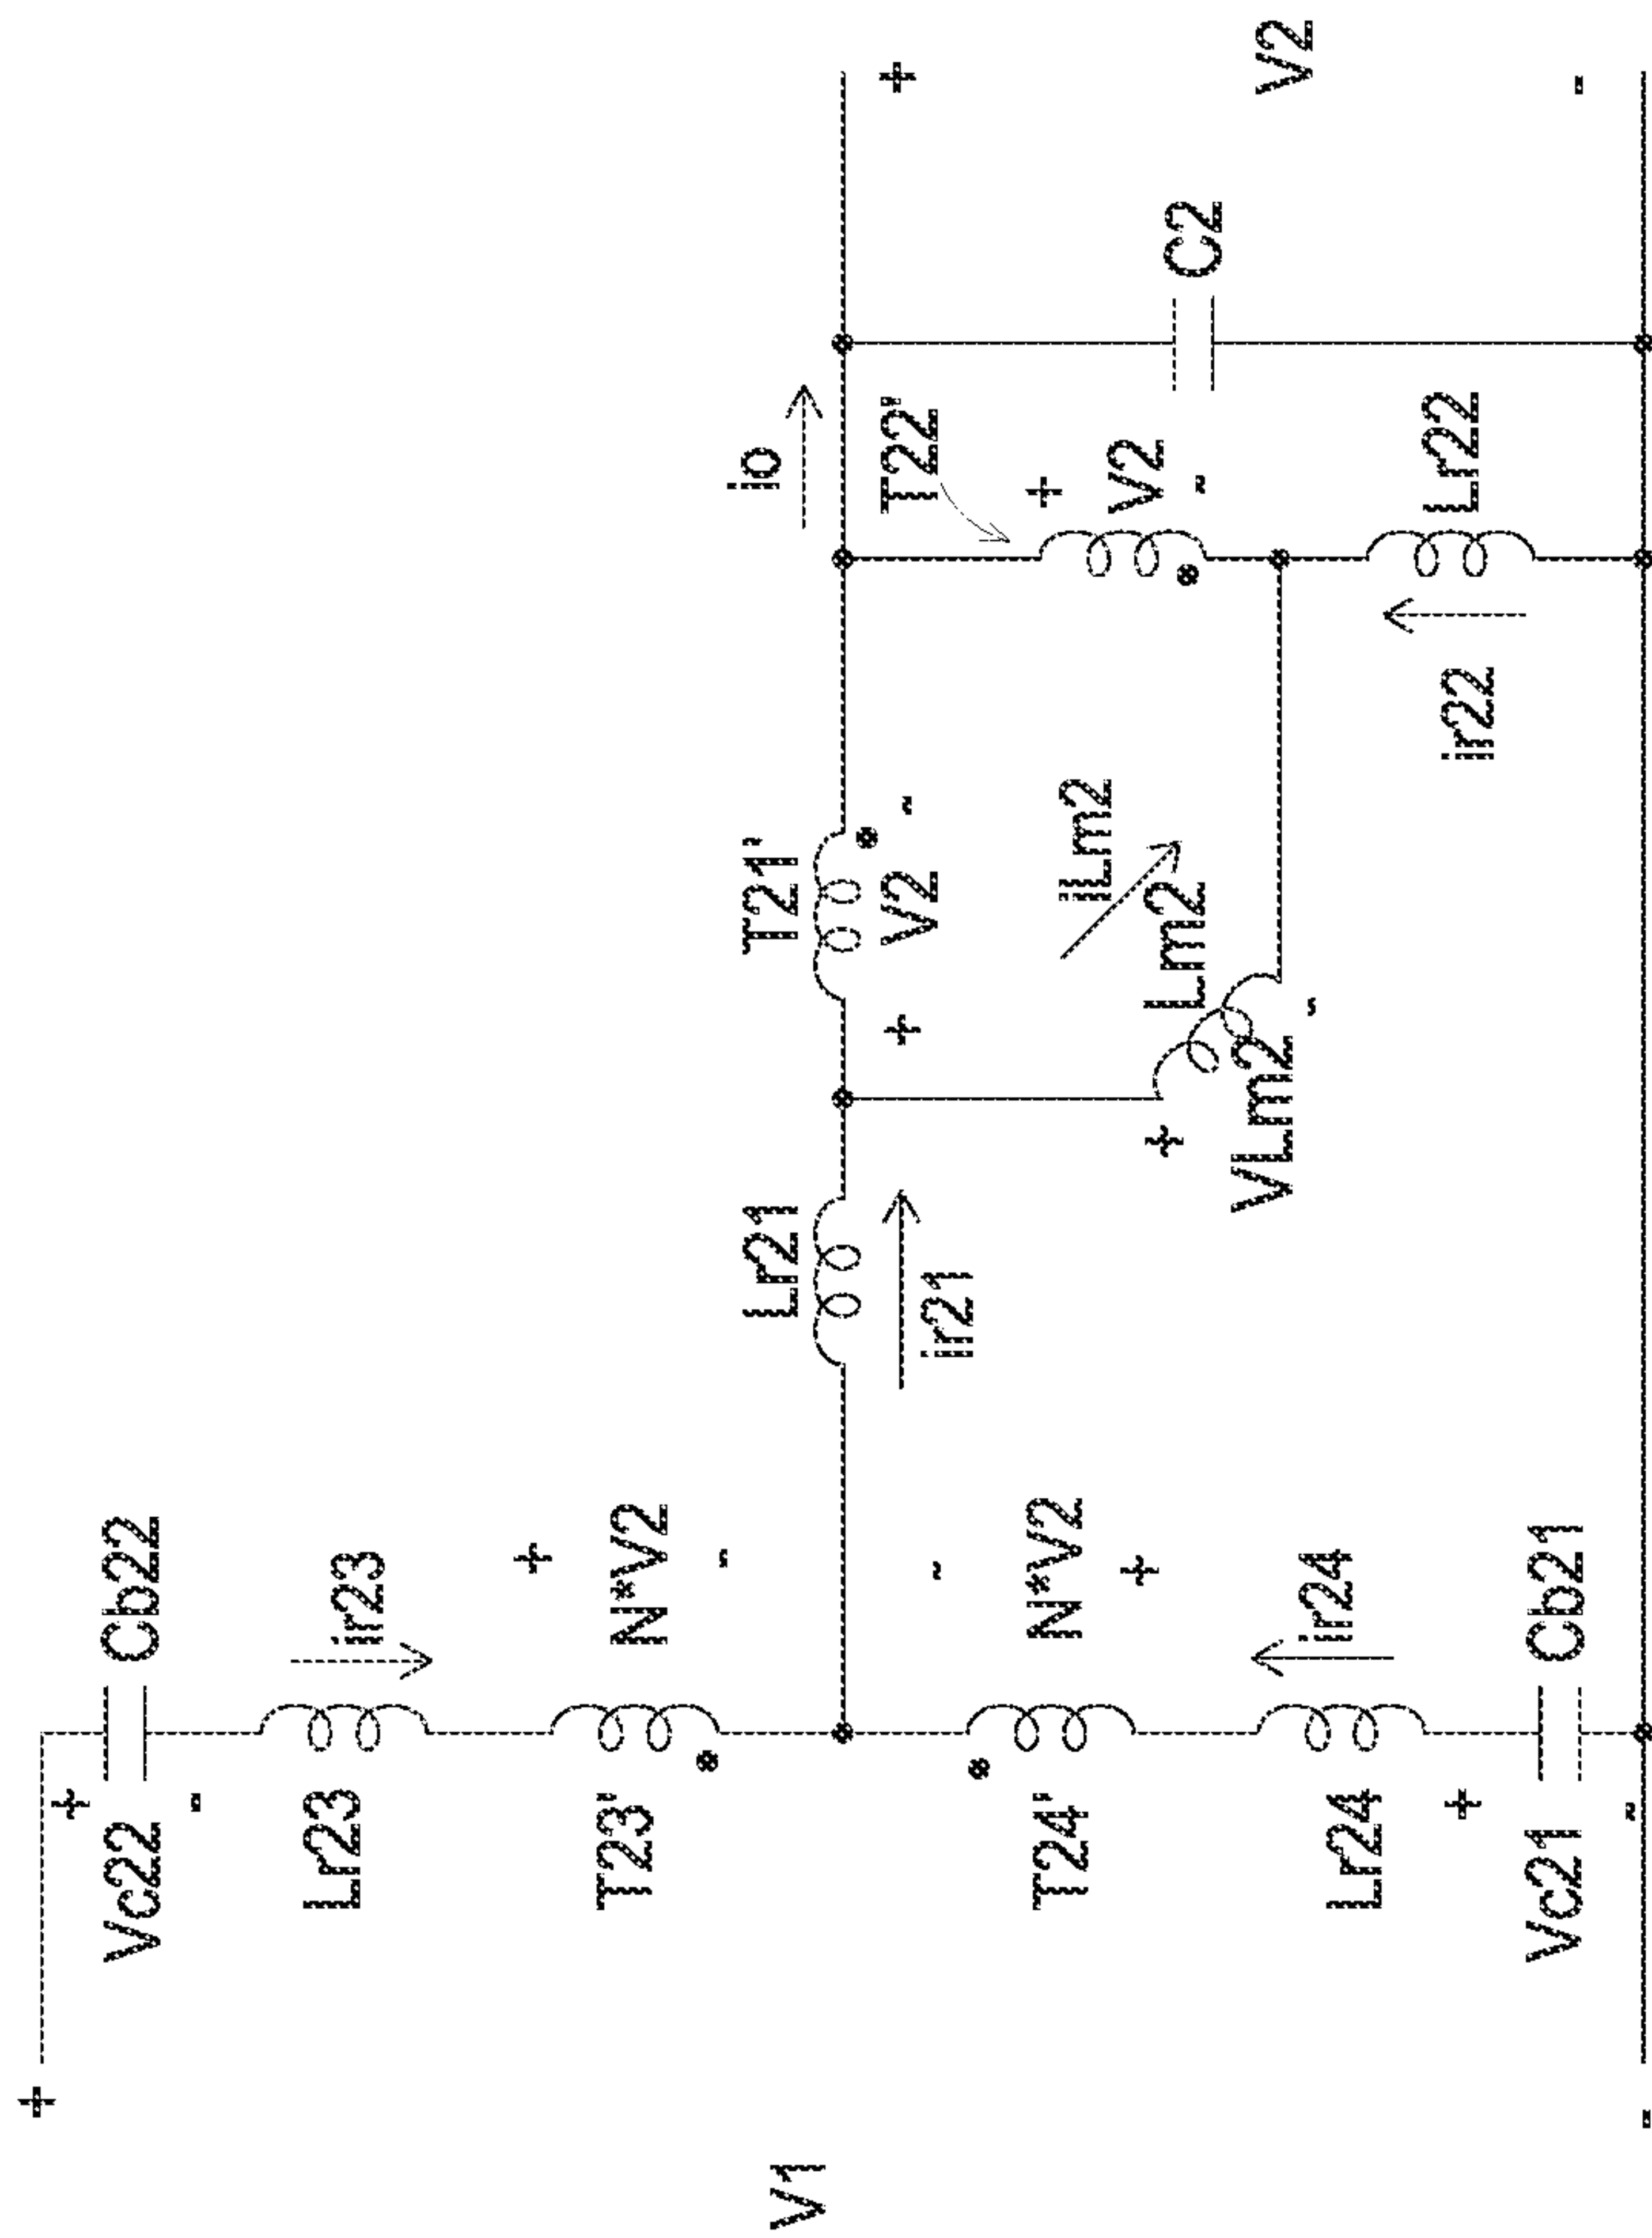 +
Vc22
+
-
Cb22
Lr23
ir23
+
N*V2
-
T23'
V1
Lr21
ir21
T21'
+
V2
-
io
T22'
+
V2
-
+
V2
-
C2
-
N*V2
+
T24'
ir24
Lr24
+
Vc21
-
Cb21
+
VLm2
-
Lm2
iLm2
ir22
Lr22
-